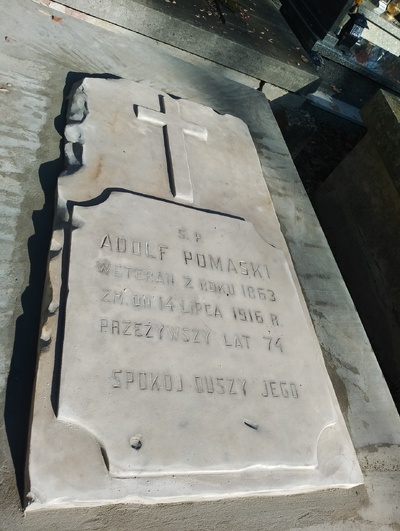 Ś. P.
ADOLF POMASKI
WETERAN Z ROKU 1863
ZM. DN 14 LIPCA 1916 R.
PRZEŻYWSZY LAT 74
SPOKÓJ DUSZY JEGO